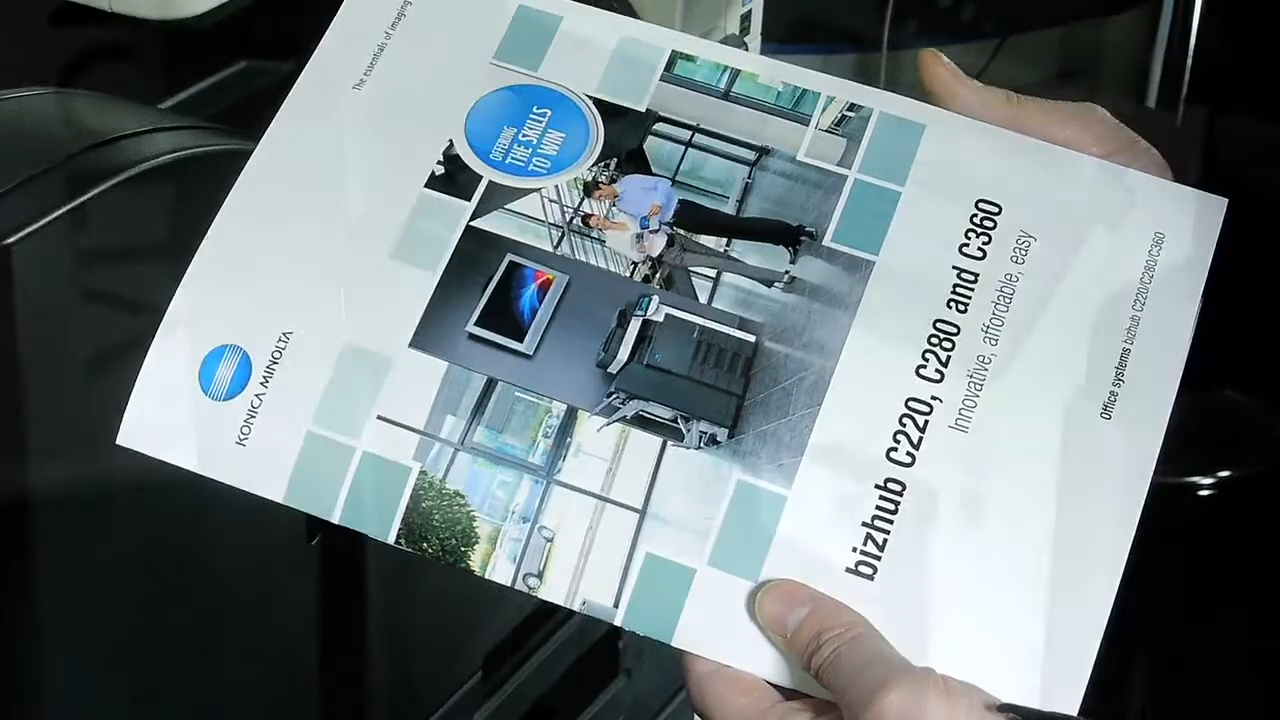 The essentials of imaging
KONICA MINOLTA
OFFERING
THE SKILLS
TO WIN
bizhub C220, C280 and C360
Innovative, affordable, easy
Office systems bizhub C220/C280/C360